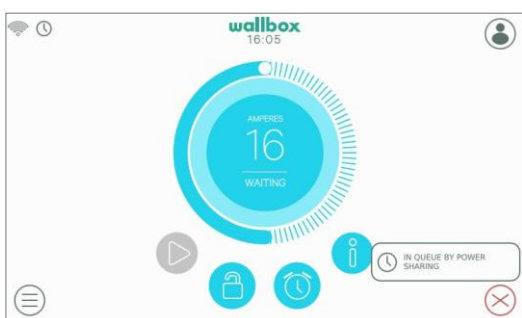 wallbox
16:05
AMPERES
16
WAITING
IN QUEUE BY POWER
SHARING